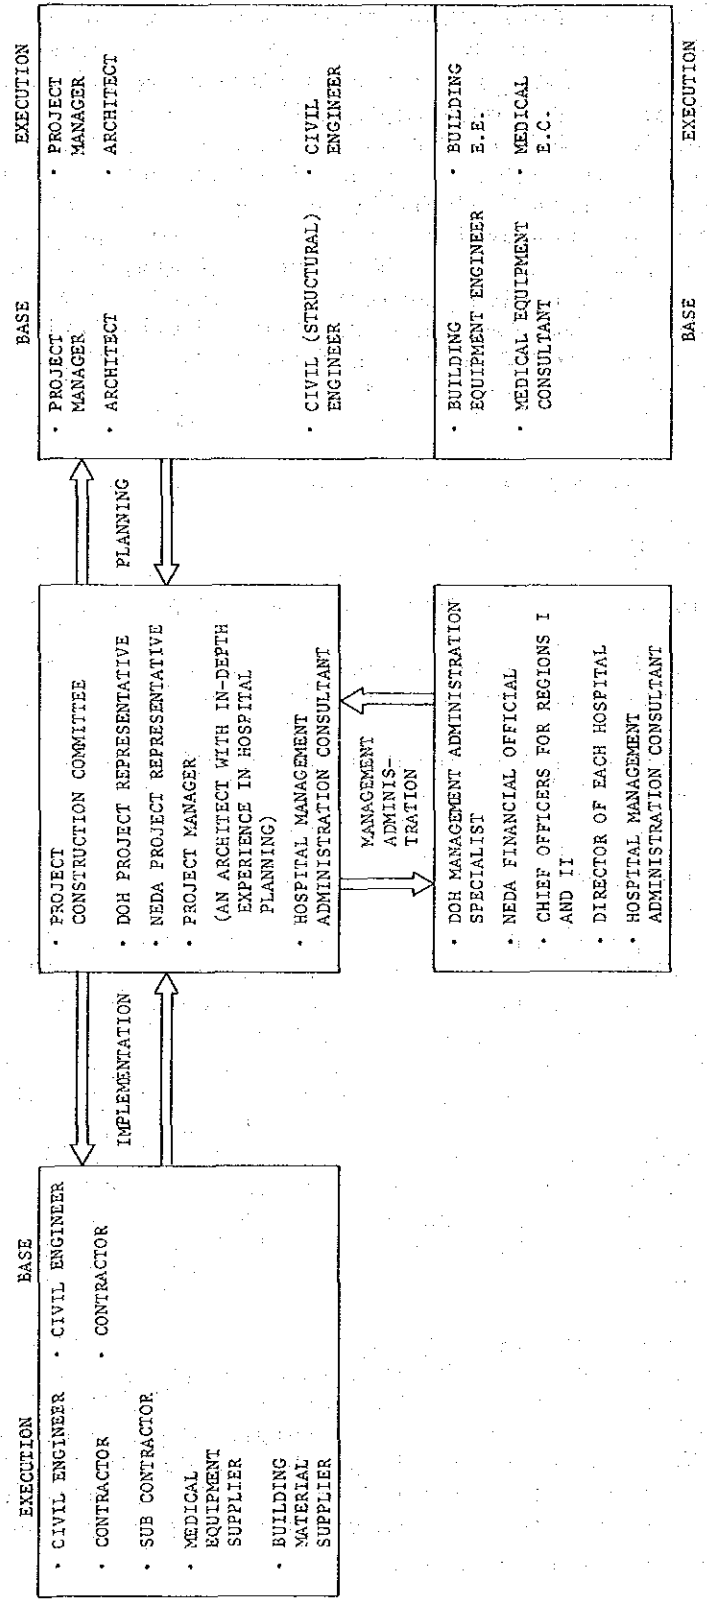 EXECUTION
BASE
· CIVIL ENGINEER
· CONTRACTOR
· SUB CONTRACTOR
· MEDICAL
EQUIPMENT
SUPPLIER
· BUILDING
MATERIAL
SUPPLIER
· CIVIL ENGINEER
· CONTRACTOR
IMPLEMENTATION
· PROJECT
CONSTRUCTION COMMITTEE
· DOH PROJECT REPRESENTATIVE
· NEDA PROJECT REPRESENTATIVE
· PROJECT MANAGER
(AN ARCHITECT WITH IN-DEPTH
EXPERIENCE IN HOSPITAL
PLANNING)
· HOSPITAL MANAGEMENT
ADMINISTRATION CONSULTANT
MANAGEMENT
ADMINIS-
TRATION
· DOH MANAGEMENT ADMINISTRATION
SPECIALIST
· NEDA FINANCIAL OFFICIAL
· CHIEF OFFICERS FOR REGIONS I
AND II
· DIRECTOR OF EACH HOSPITAL
· HOSPITAL MANAGEMENT
ADMINISTRATION CONSULTANT
PLANNING
BASE
EXECUTION
· PROJECT
MANAGER
· ARCHITECT
· CIVIL (STRUCTURAL)
ENGINEER
· PROJECT
MANAGER
· ARCHITECT
· CIVIL
ENGINEER
· BUILDING
EQUIPMENT ENGINEER
· MEDICAL EQUIPMENT
CONSULTANT
· BUILDING
E.E.
· MEDICAL
E.C.
BASE
EXECUTION